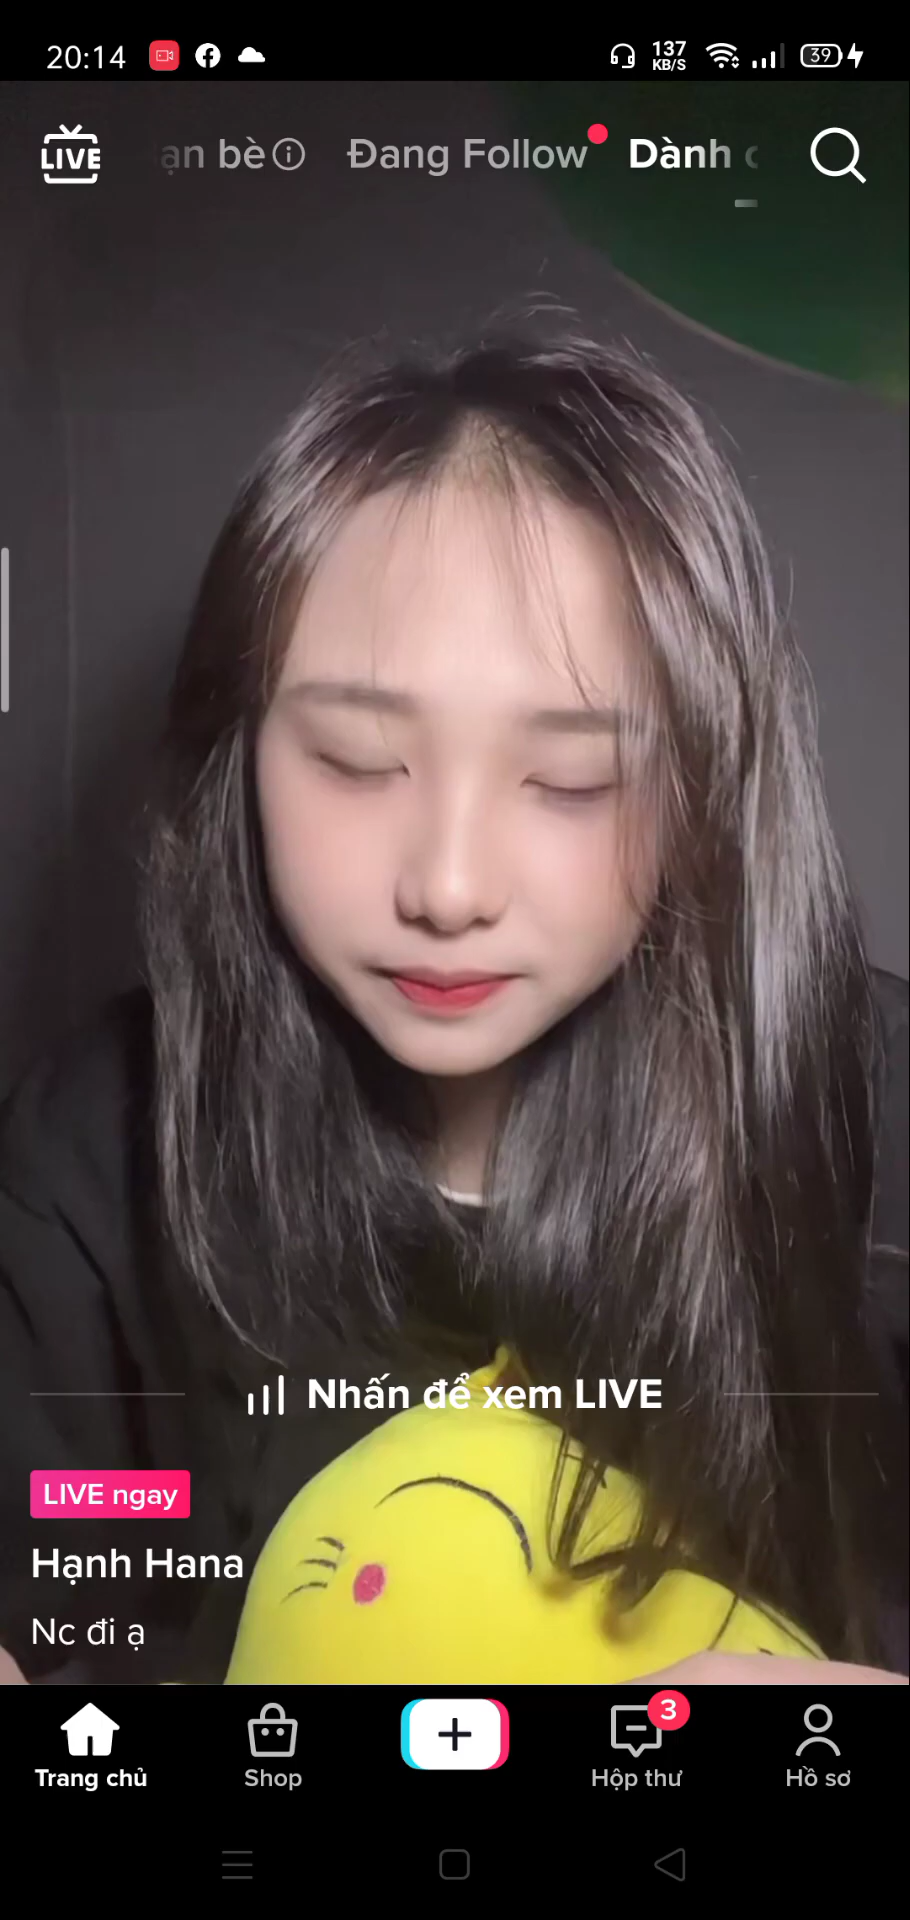 20:14
137
KB/S
39
LIVE
ạn bè
Đang Follow
Dành
Nhấn để xem LIVE
LIVE ngay
Hạnh Hana
Nc đi ạ
3
Trang chủ
Shop
Hộp thư
Hồ sơ